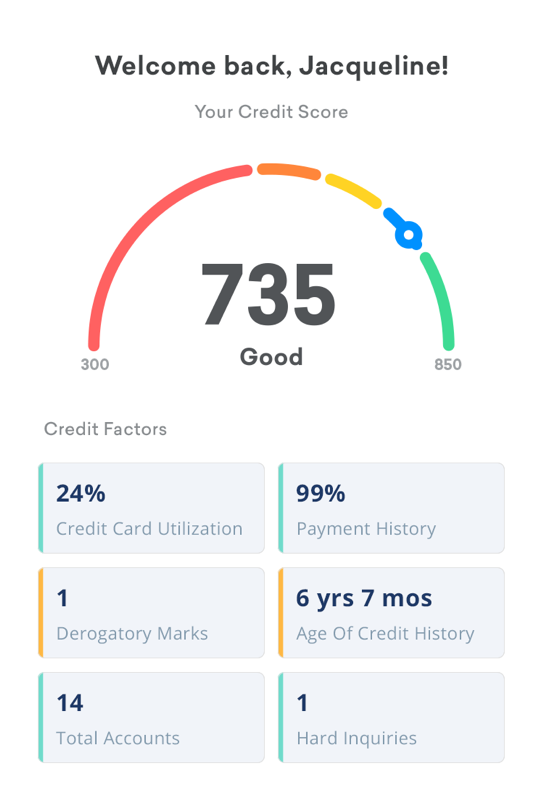 Welcome back, Jacqueline!
Your Credit Score
735
Good
300
850
Credit Factors
24%
Credit Card Utilization
99%
Payment History
1
Derogatory Marks
6 yrs 7 mos
Age Of Credit History
14
Total Accounts
1
Hard Inquiries